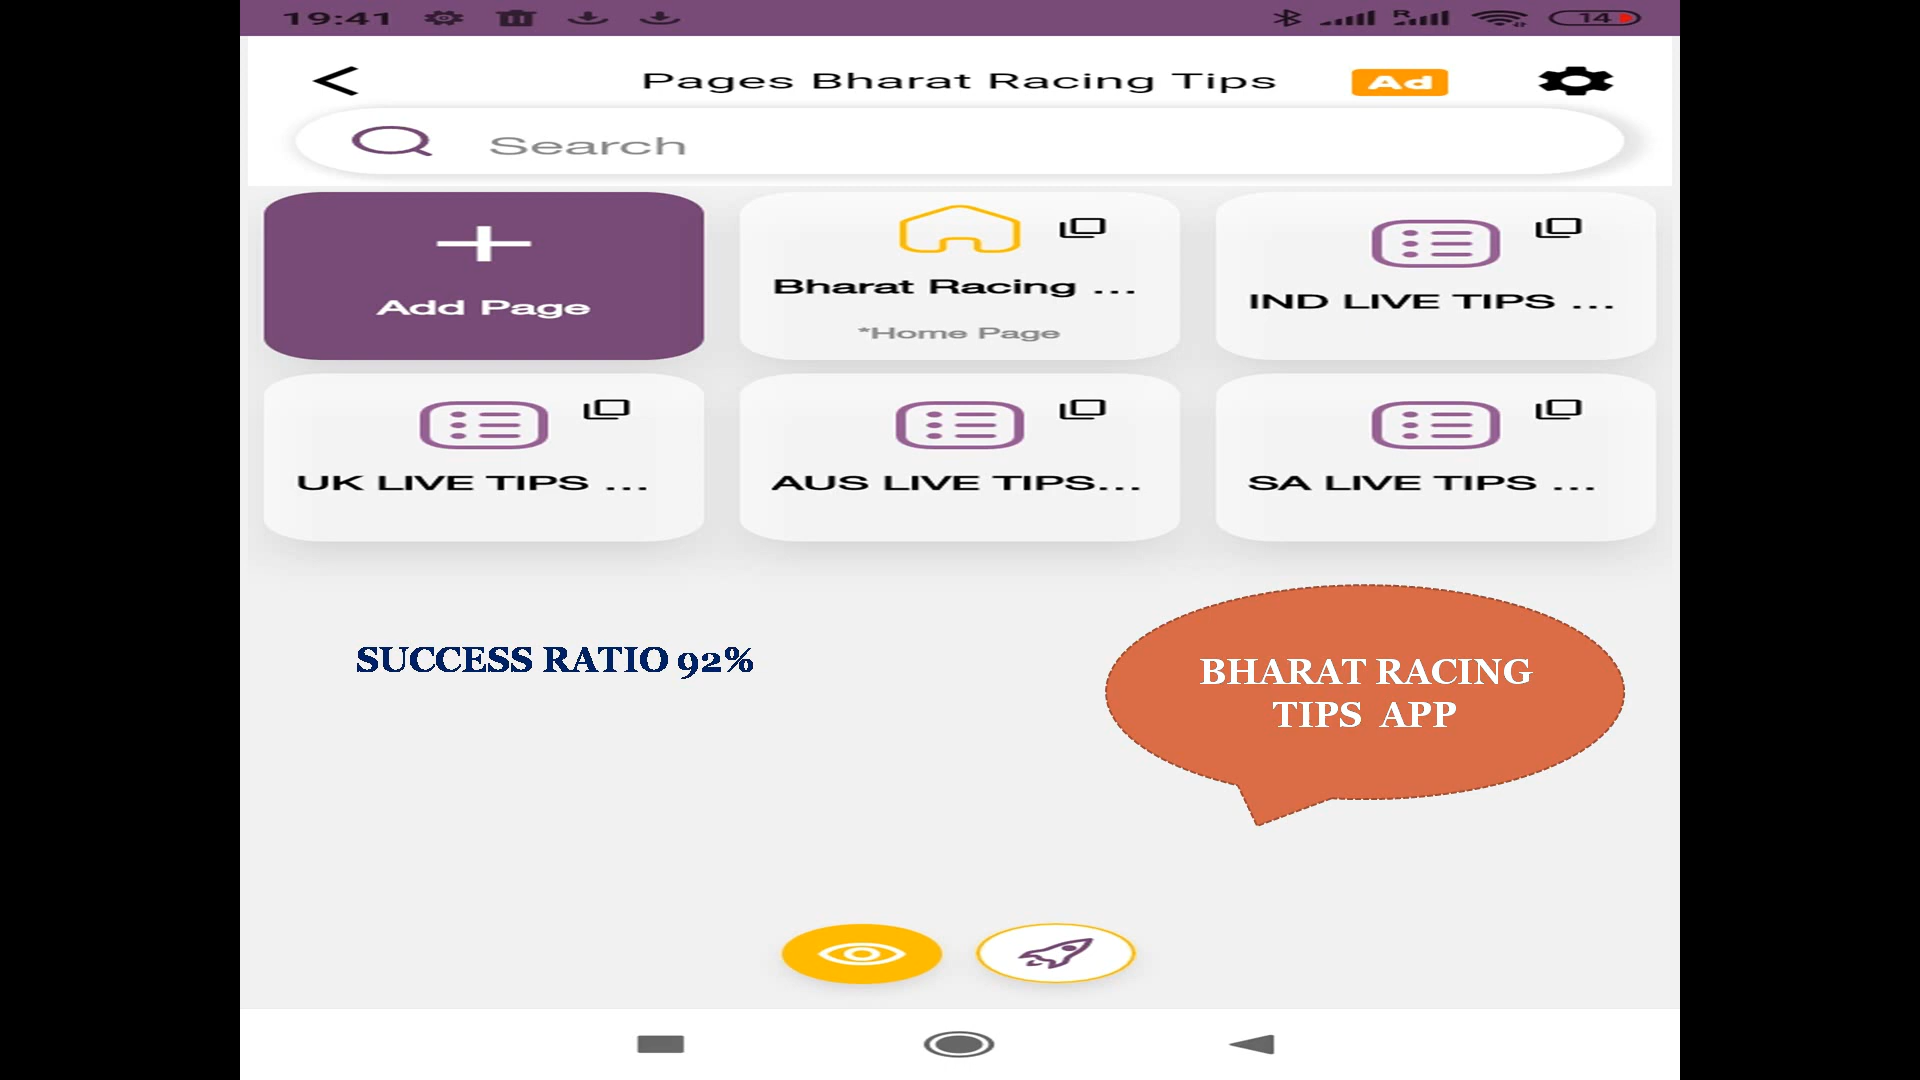 19:41
R
14
Pages Bharat Racing Tips
Ad
Search
Add Page
Bharat Racing ...
*Home Page
IND LIVE TIPS ...
UK LIVE TIPS ...
AUS LIVE TIPS...
SA LIVE TIPS ...
SUCCESS RATIO 92%
BHARAT RACING
TIPS APP